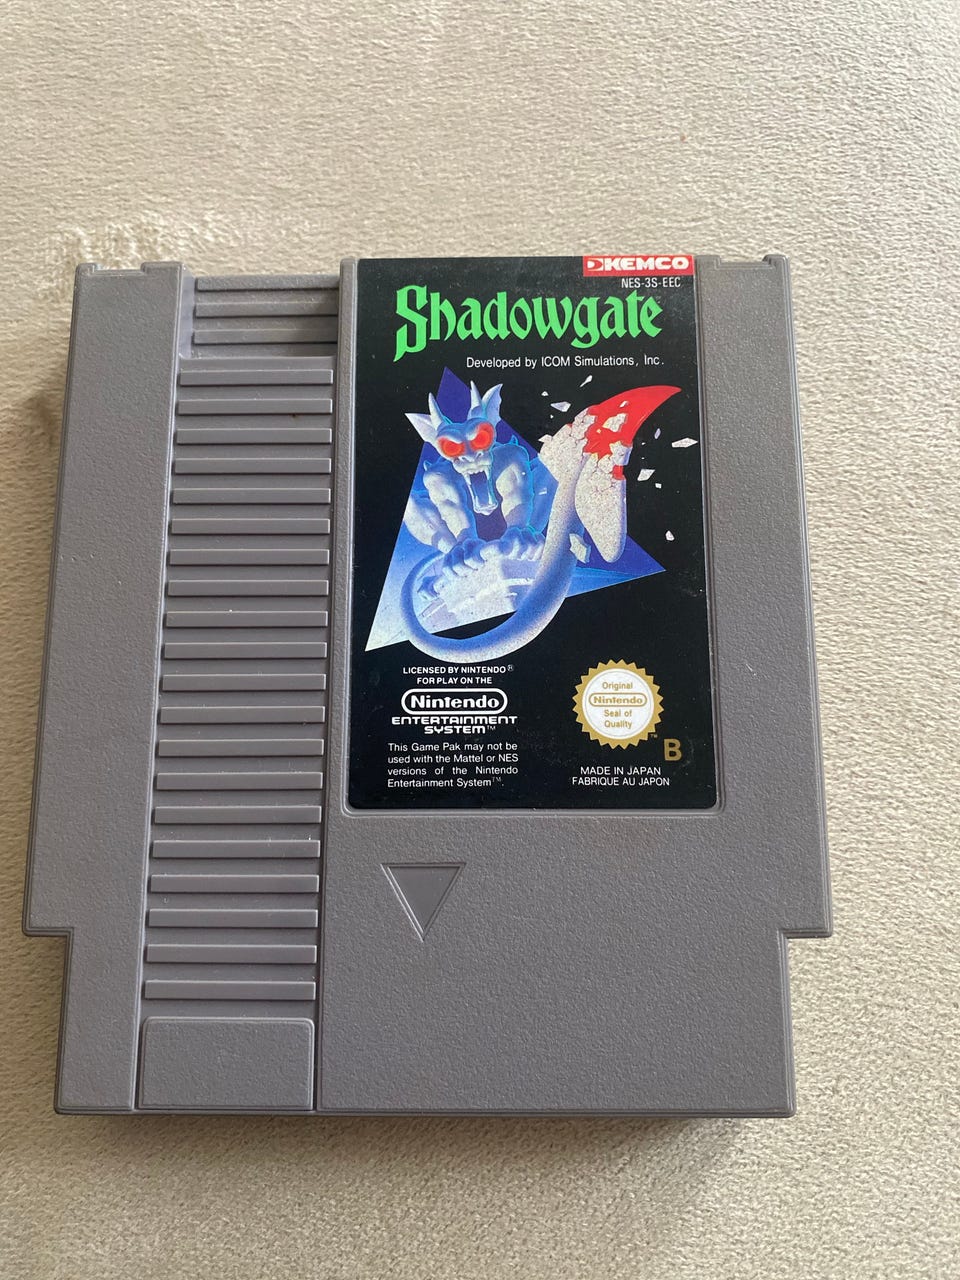 KEMCO
NES-3S-EEC
Shadowgate™
Developed by ICOM Simulations, Inc.
LICENSED BY NINTENDO®
FOR PLAY ON THE
Nintendo
ENTERTAINMENT
SYSTEM™
This Game Pak may not be
used with the Mattel or NES
versions of the Nintendo
Entertainment System™.
Original
Nintendo
Seal of
Quality
™
B
MADE IN JAPAN
FABRIQUE AU JAPON